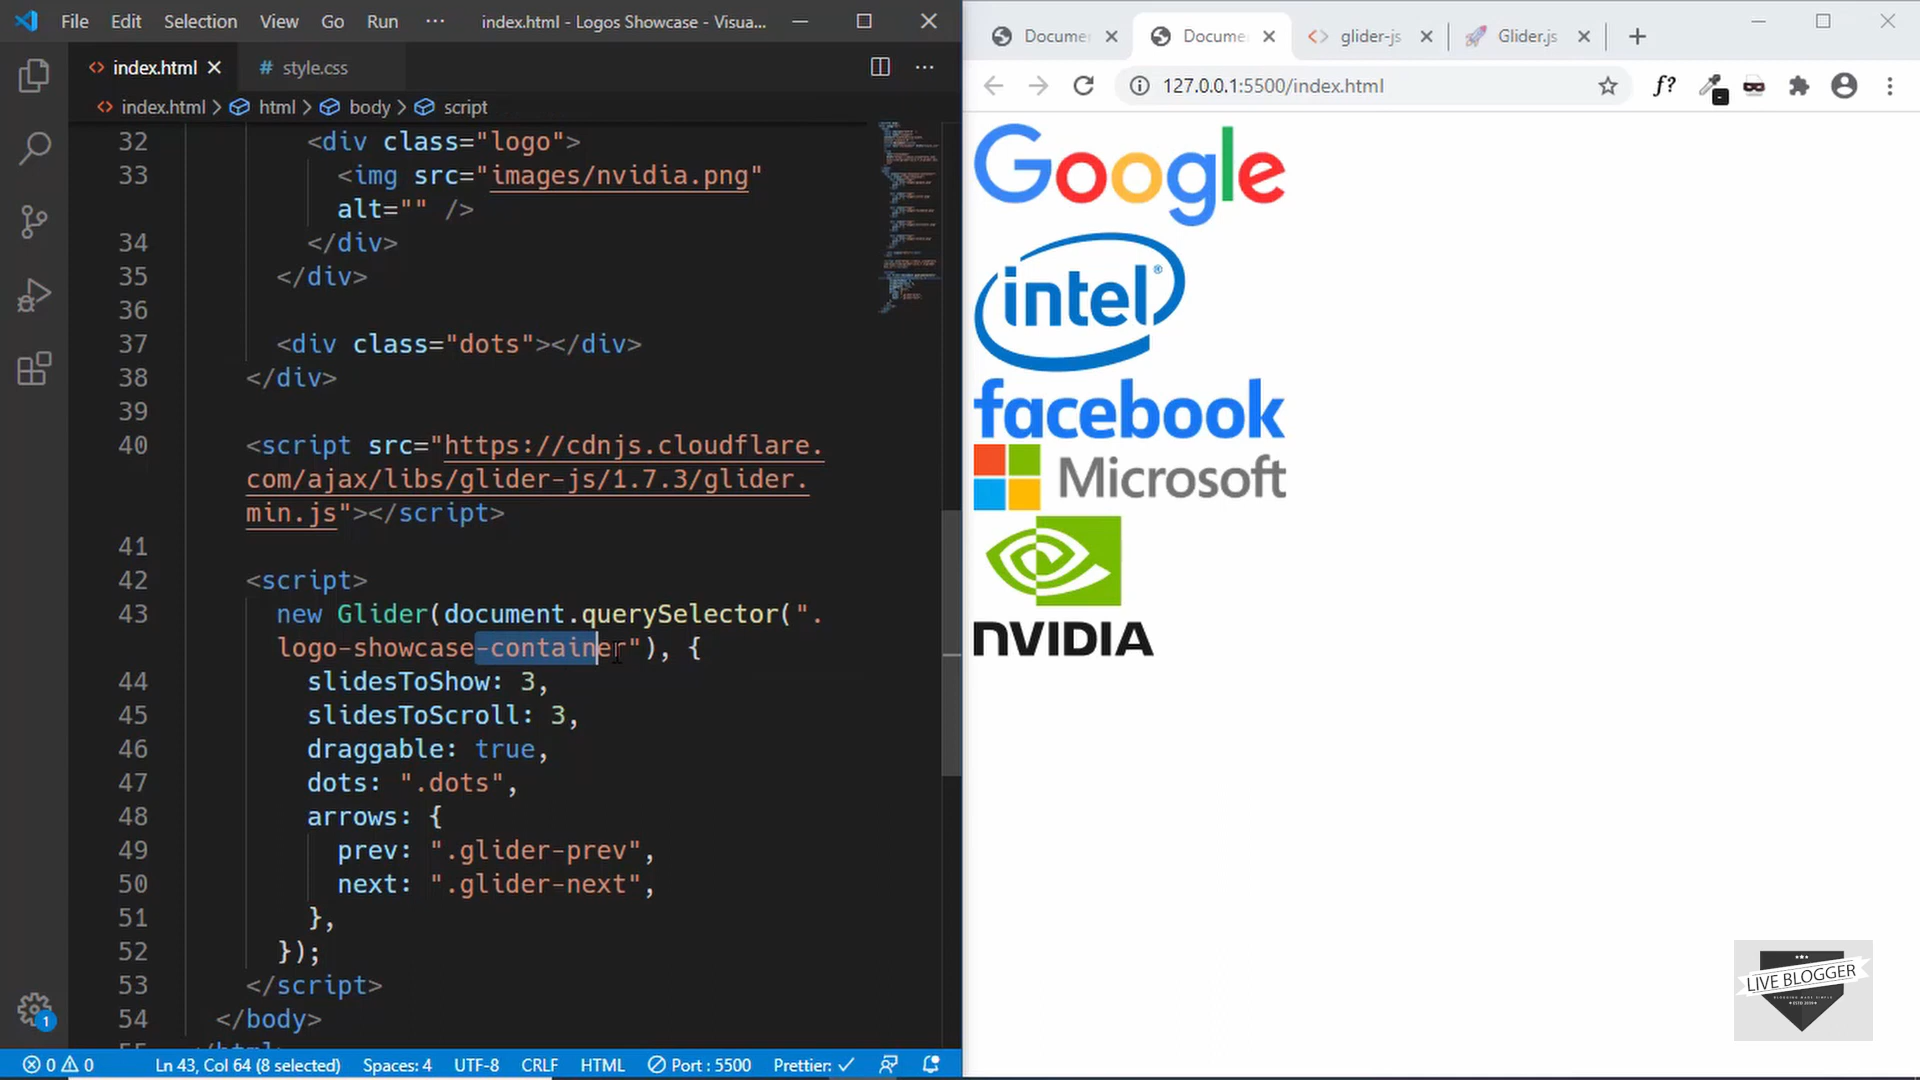 File Edit Selection View Go Run ··· index.html - Logos Showcase - Visua...
index.html style.css
index.html > html > body > script
32 <div class="logo">
33 <img src="images/nvidia.png"
alt="" />
34 </div>
35 </div>
36
37 <div class="dots"></div>
38 </div>
39
40 <script src="https://cdnjs.cloudflare.
com/ajax/libs/glider-js/1.7.3/glider.
min.js"></script>
41
42 <script>
43 new Glider(document.querySelector(".
logo-showcase-container"), {
44 slidesToShow: 3,
45 slidesToScroll: 3,
46 draggable: true,
47 dots: ".dots",
48 arrows: {
49 prev: ".glider-prev",
50 next: ".glider-next",
51 },
52 });
53 </script>
54 </body>
1
0 0 Ln 43, Col 64 (8 selected) Spaces: 4 UTF-8 CRLF HTML Port : 5500 Prettier: ✓
Docume Docume glider-js Glider.js
127.0.0.1:5500/index.html f?
Google
intel®
facebook
Microsoft
NVIDIA
LIVE BLOGGER